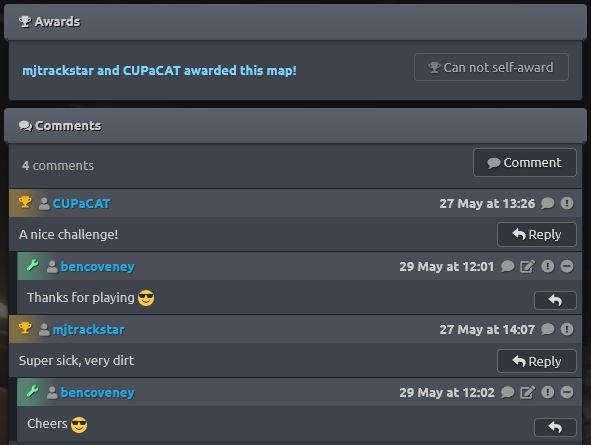 Awards
mjtrackstar and CUPaCAT awarded this map!
Can not self-award
Comments
4 comments
Comment
CUPaCAT
27 May at 13:26
A nice challenge!
Reply
bencoveney
29 May at 12:01
Thanks for playing 😎
mjtrackstar
27 May at 14:07
Super sick, very dirt
Reply
bencoveney
29 May at 12:02
Cheers 😎